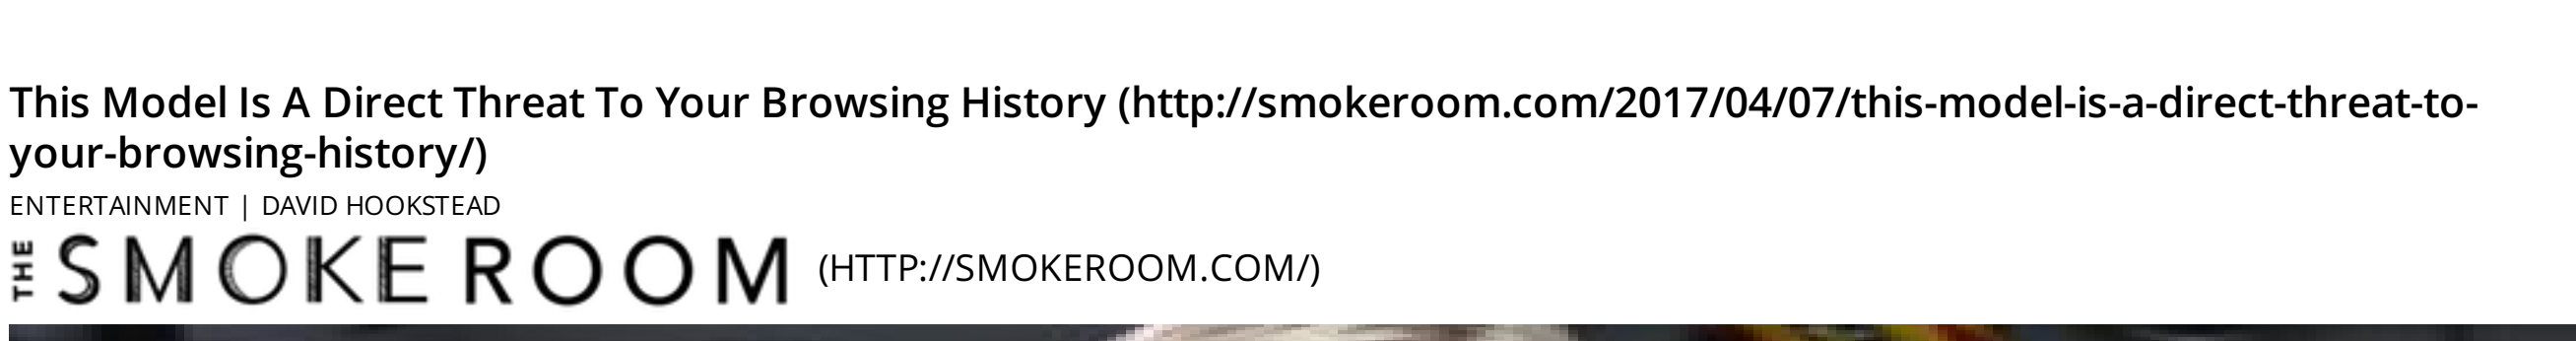 This Model Is A Direct Threat To Your Browsing History (http://smokeroom.com/2017/04/07/this-model-is-a-direct-threat-to-
your-browsing-history/)
ENTERTAINMENT | DAVID HOOKSTEAD
THE SMOKE ROOM (HTTP://SMOKEROOM.COM/)